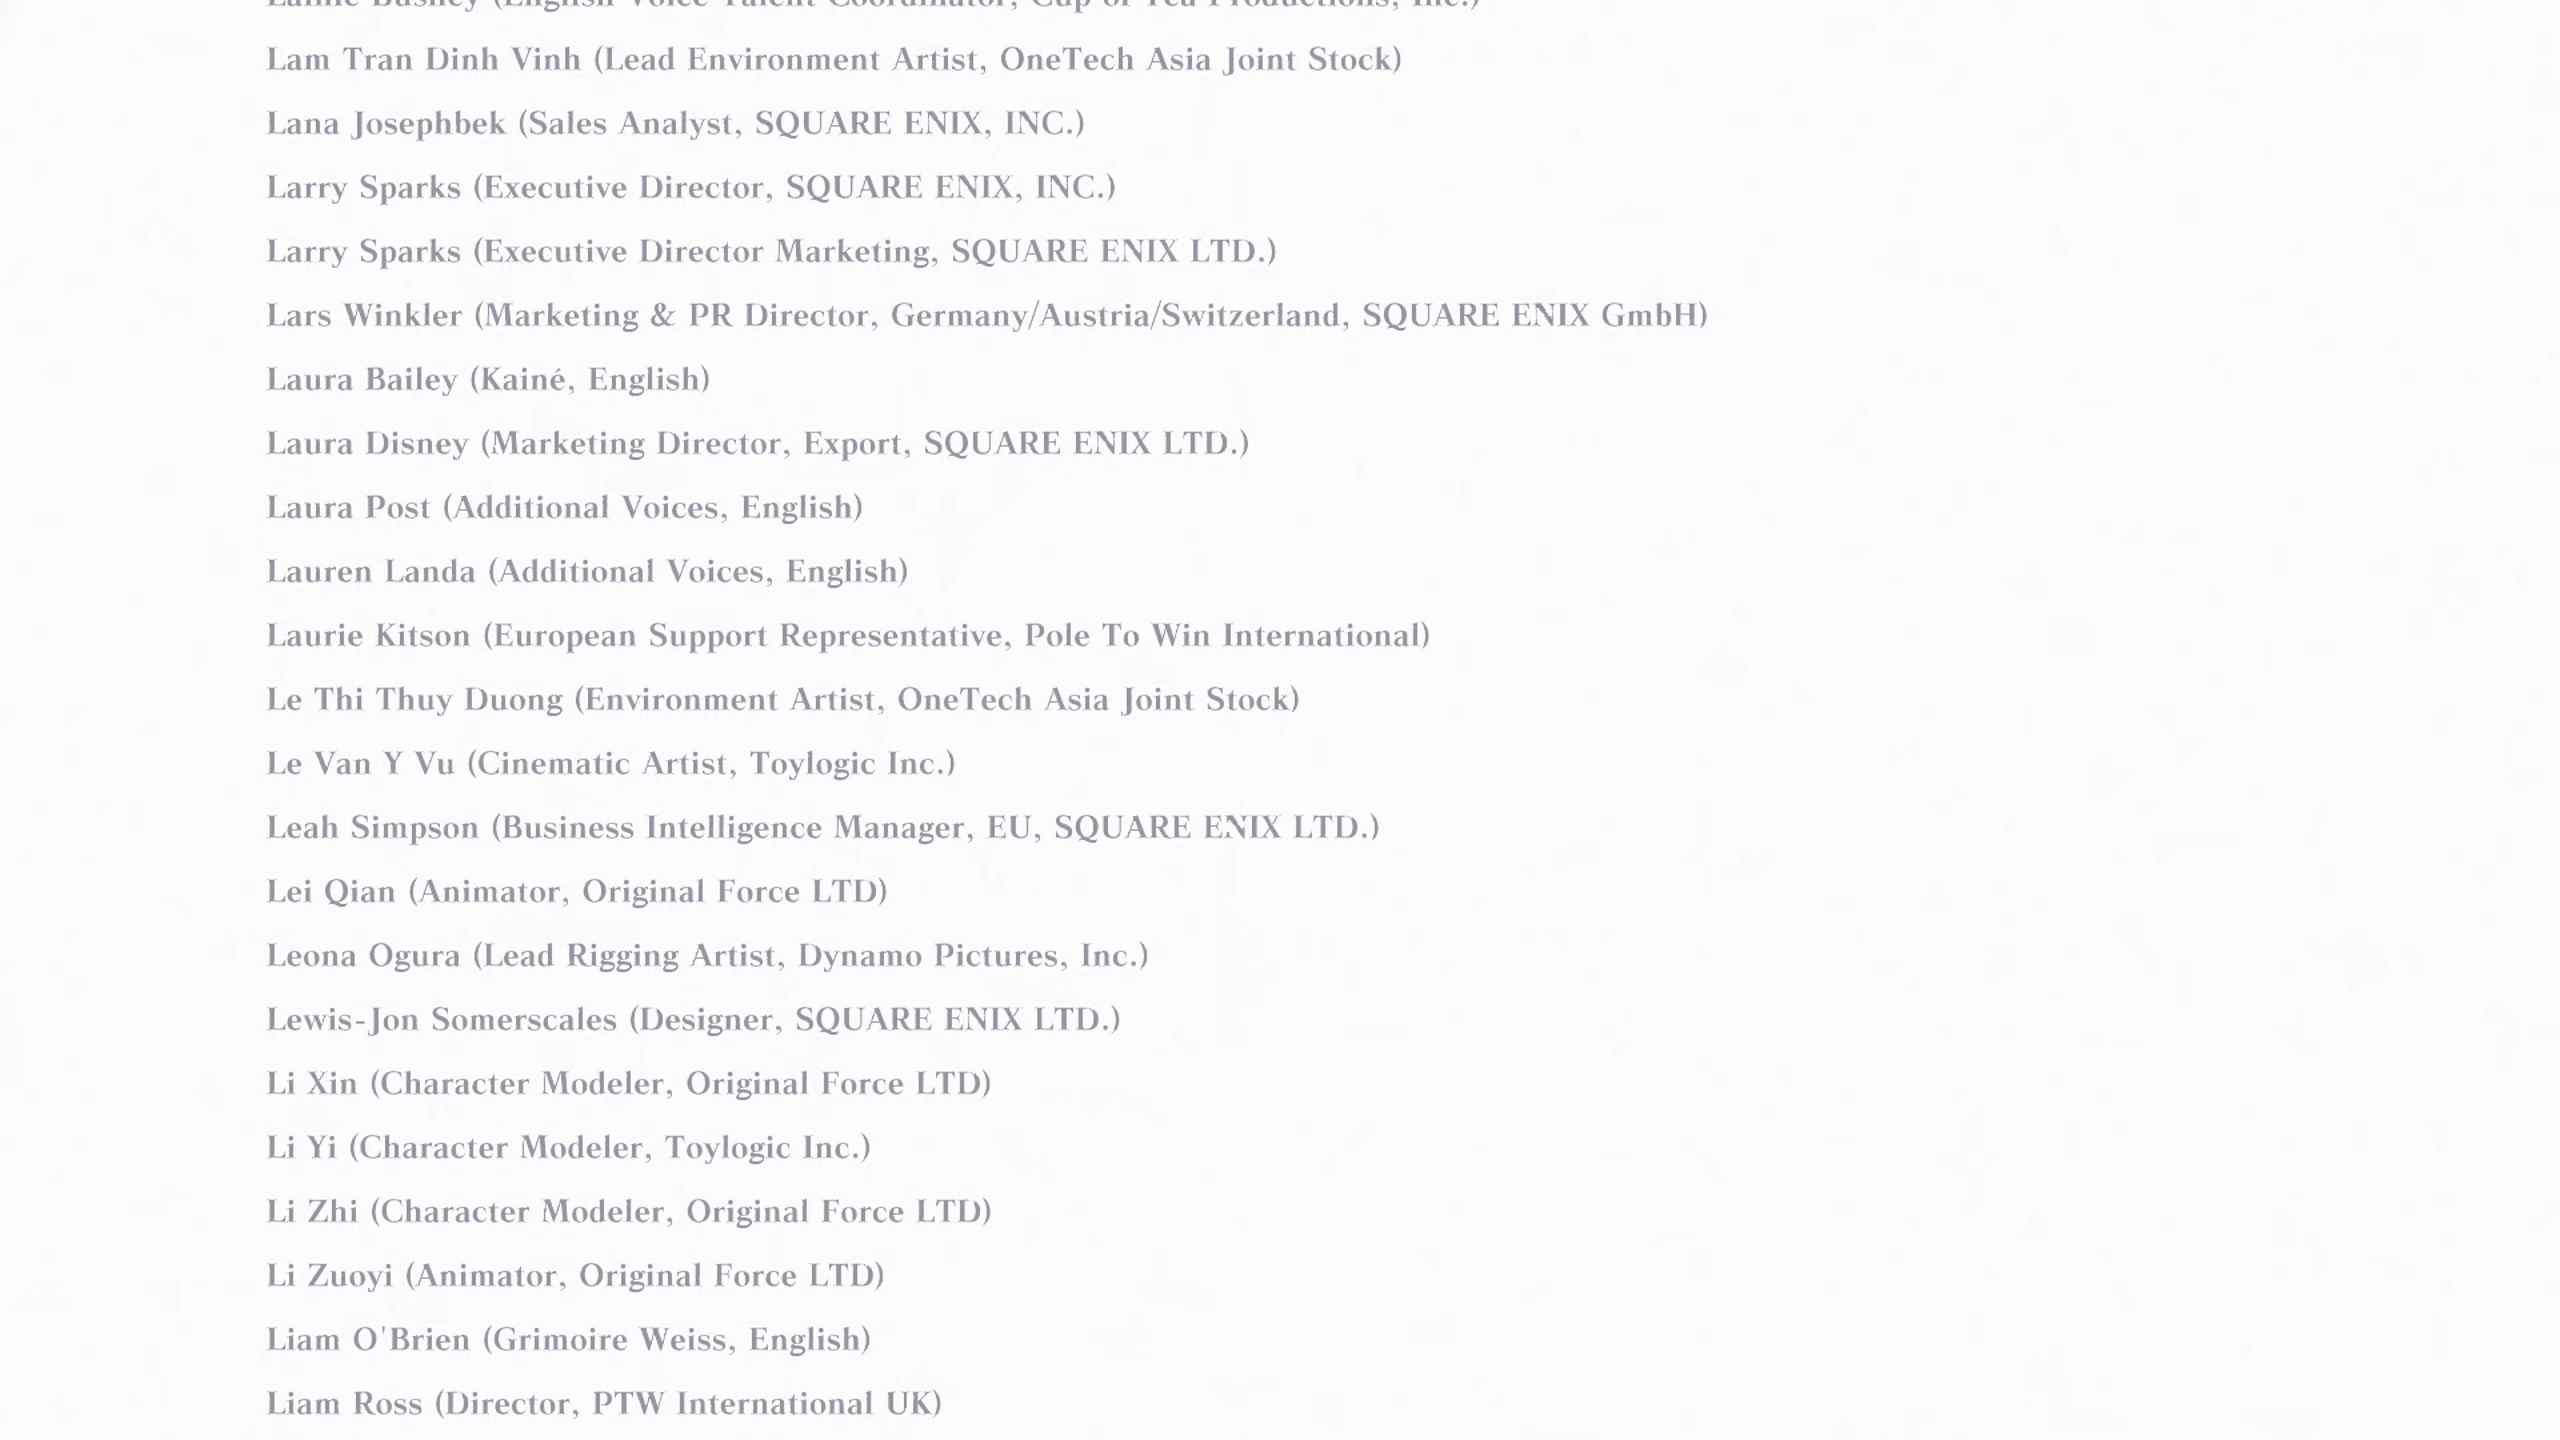 Lam Tran Dinh Vinh (Lead Environment Artist, OneTech Asia Joint Stock)
Lana Josephbek (Sales Analyst, SQUARE ENIX, INC.)
Larry Sparks (Executive Director, SQUARE ENIX, INC.)
Larry Sparks (Executive Director Marketing, SQUARE ENIX LTD.)
Lars Winkler (Marketing & PR Director, Germany/Austria/Switzerland, SQUARE ENIX GmbH)
Laura Bailey (Kainé, English)
Laura Disney (Marketing Director, Export, SQUARE ENIX LTD.)
Laura Post (Additional Voices, English)
Lauren Landa (Additional Voices, English)
Laurie Kitson (European Support Representative, Pole To Win International)
Le Thi Thuy Duong (Environment Artist, OneTech Asia Joint Stock)
Le Van Y Vu (Cinematic Artist, Toylogic Inc.)
Leah Simpson (Business Intelligence Manager, EU, SQUARE ENIX LTD.)
Lei Qian (Animator, Original Force LTD)
Leona Ogura (Lead Rigging Artist, Dynamo Pictures, Inc.)
Lewis-Jon Somerscales (Designer, SQUARE ENIX LTD.)
Li Xin (Character Modeler, Original Force LTD)
Li Yi (Character Modeler, Toylogic Inc.)
Li Zhi (Character Modeler, Original Force LTD)
Li Zuoyi (Animator, Original Force LTD)
Liam O'Brien (Grimoire Weiss, English)
Liam Ross (Director, PTW International UK)